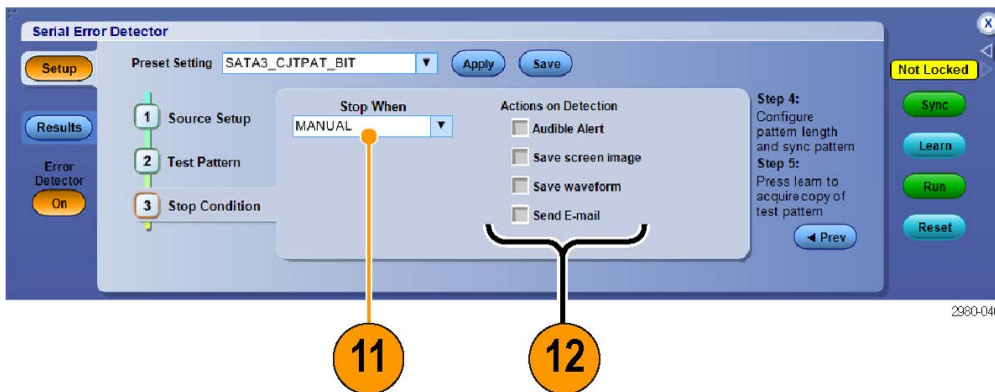 Serial Error Detector
X
Setup
Preset Setting SATA3_CJTPAT_BIT Apply Save
Not Locked
Results
Error
Detector
On
1 Source Setup
2 Test Pattern
3 Stop Condition
Stop When
MANUAL
Actions on Detection
Audible Alert
Save screen image
Save waveform
Send E-mail
Step 4:
Configure
pattern length
and sync pattern
Step 5:
Press learn to
acquire copy of
test pattern
Prev
Sync
Learn
Run
Reset
2980-040
11
12